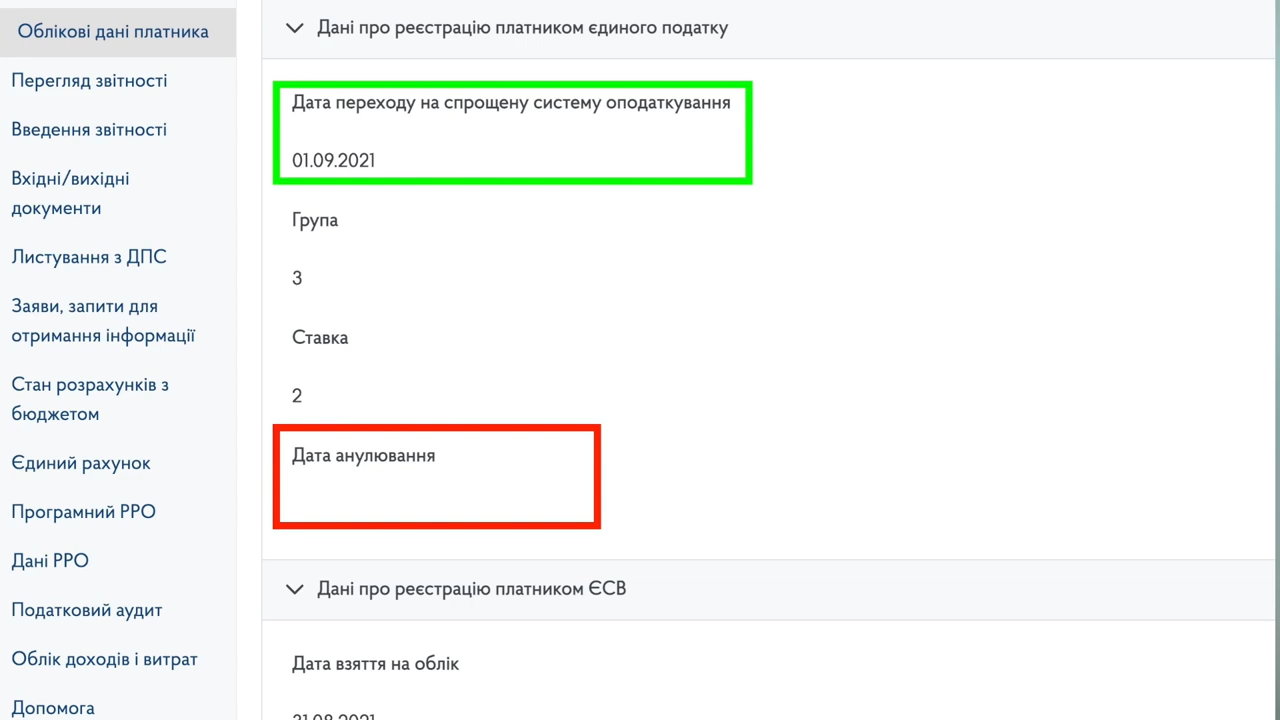 Облікові дані платника
Перегляд звітності
Введення звітності
Вхідні/вихідні
документи
Листування з ДПС
Заяви, запити для
отримання інформації
Стан розрахунків з
бюджетом
Єдиний рахунок
Програмний РРО
Дані РРО
Податковий аудит
Облік доходів і витрат
Допомога
Дані про реєстрацію платником єдиного податку
Дата переходу на спрощену систему оподаткування
01.09.2021
Група
3
Ставка
2
Дата анулювання
Дані про реєстрацію платником ЄСВ
Дата взяття на облік
31.08.2021